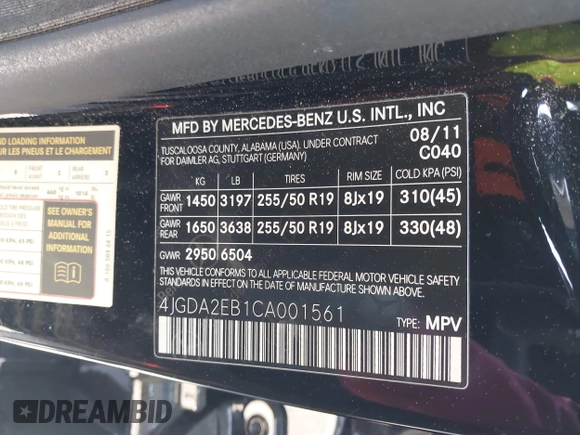 MFD BY MERCEDES-BENZ U.S. INTL., INC
TUSCALOOSA COUNTY, ALABAMA (USA). UNDER CONTRACT
FOR DAIMLER AG, STUTTGART (GERMANY)
08/11
C040
KG LB TIRES RIM SIZE COLD KPA (PSI)
GAWR FRONT 1450 3197 255/50 R19 8Jx19 310(45)
GAWR REAR 1650 3638 255/50 R19 8Jx19 330(48)
GVWR 2950 6504
THIS VEHICLE CONFORMS TO ALL APPLICABLE FEDERAL MOTOR VEHICLE SAFETY
STANDARDS IN EFFECT ON THE DATE OF MANUFACTURE SHOWN ABOVE.
4JGDA2EB1CA001561
TYPE: MPV
LOADING INFORMATION
SUR LES PNEUS ET LE CHARGEMENT
SEE OWNER'S
MANUAL FOR
ADDITIONAL
INFORMATION
DREAMBID